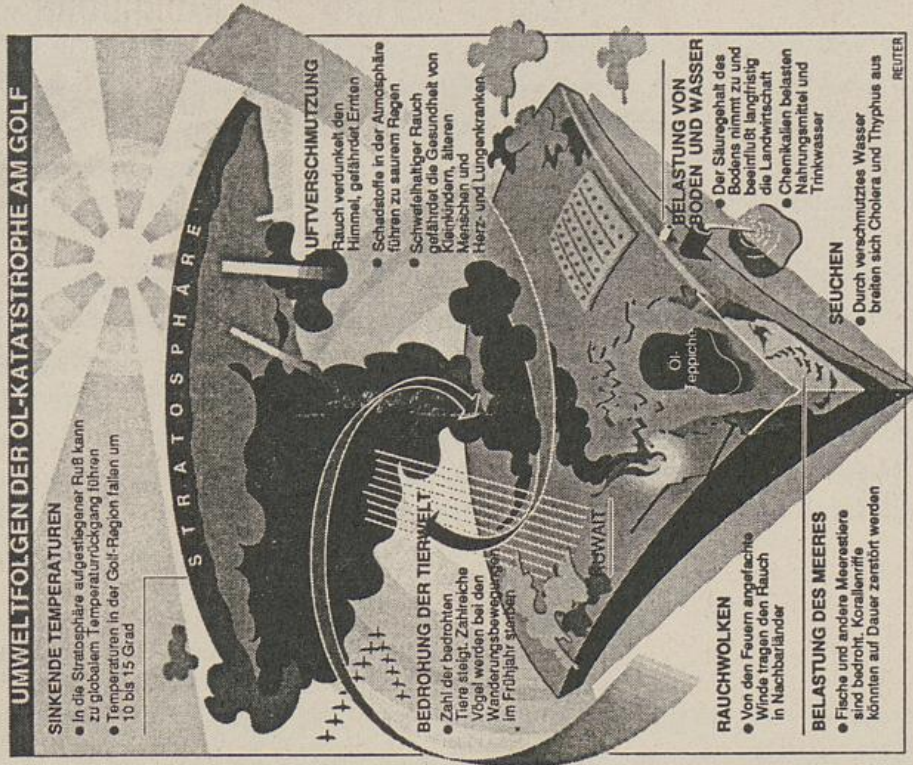 UMWELTFOLGEN DER ÖL-KATATSTROPHE AM GOLF
SINKENDE TEMPERATUREN
● In die Stratosphäre aufgestiegener Ruß kann
zu globalem Temperaturrückgang führen
● Temperaturen in der Golf-Region fallen um
10 bis 15 Grad
STRATOSPHÄRE
UFTVERSCHMUTZUNG
Rauch verdunkelt den
Himmel, gefährdet Ernten
● Schadstoffe in der Atmosphäre
führen zu saurem Regen
● Schwefelhaltiger Rauch
gefährdet die Gesundheit von
Kleinkindern, älteren
Menschen und
Herz- und Lungenkranken
BEDROHUNG DER TIERWELT
● Zahl der bedrohten
Tiere steigt. Zahlreiche
Vögel werden bei den
Wanderungsbewegungen
im Frühjahr sterben
KUWAIT
Öl-
Teppiche
RAUCHWOLKEN
● Von den Feuern angefachte
Winde tragen den Rauch
in Nachbarländer
BELASTUNG DES MEERES
● Fische und andere Meerestiere
sind bedroht. Korallenriffe
könnten auf Dauer zerstört werden
BELASTUNG VON
BODEN UND WASSER
● Der Säuregehalt des
Bodens nimmt zu und
beeinflußt langfristig
die Landwirtschaft
● Chemikalien belasten
Nahrungsmittel und
Trinkwasser
SEUCHEN
● Durch verschmutztes Wasser
breiten sich Cholera und Thyphus aus
REUTER